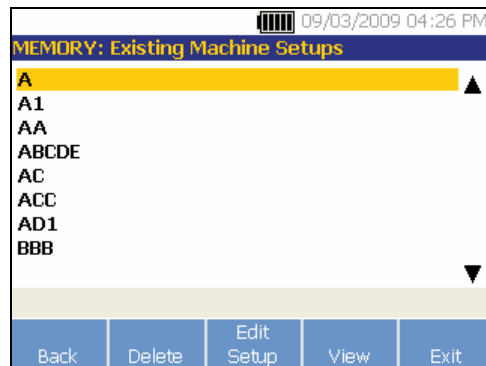 09/03/2009 04:26 PM
MEMORY: Existing Machine Setups
A
A1
AA
ABCDE
AC
ACC
AD1
BBB
Back Delete Edit Setup View Exit